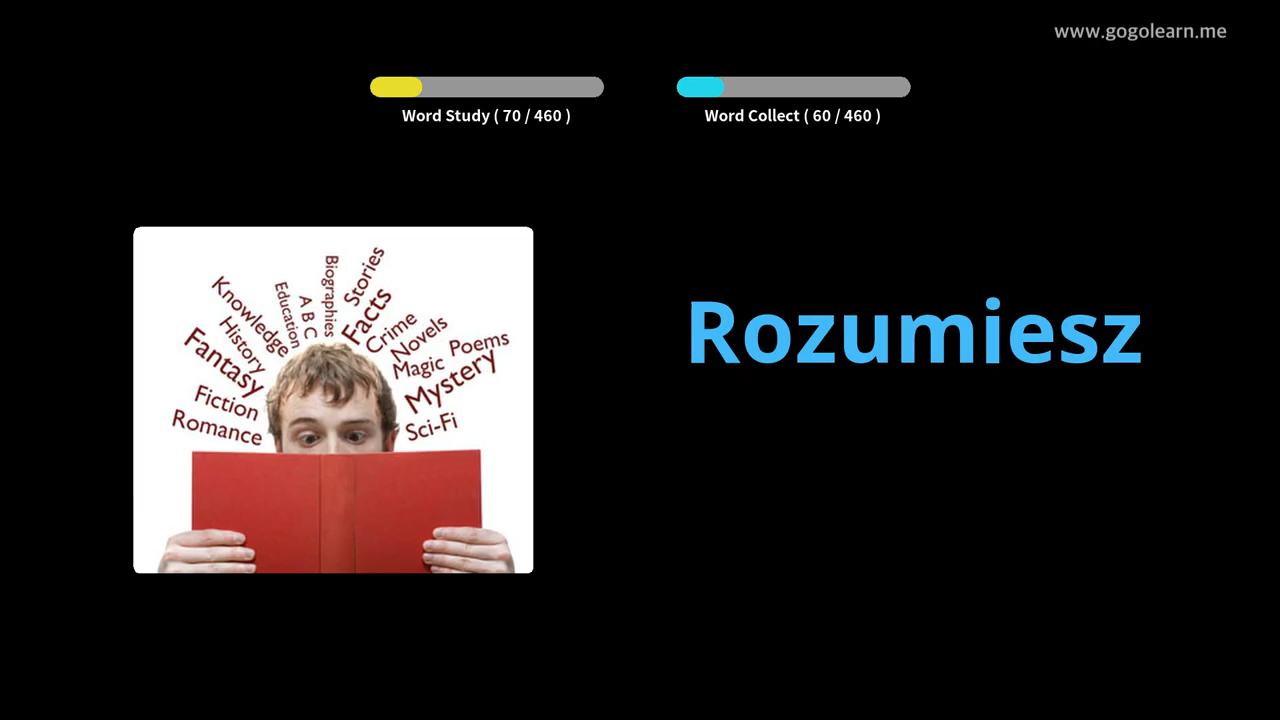 www.gogolearn.me
Word Study ( 70 / 460 )
Word Collect ( 60 / 460 )
Rozumiesz
Biographies
Stories
Knowledge
Education
A B C
Facts
Crime
Novels
History
Poems
Fantasy
Magic
Mystery
Fiction
Sci-Fi
Romance